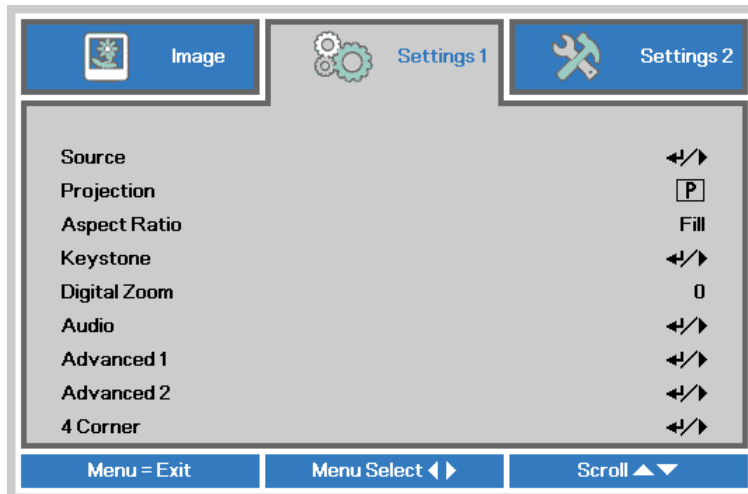 Image Settings 1 Settings 2
Source ↵/▶
Projection P
Aspect Ratio Fill
Keystone ↵/▶
Digital Zoom 0
Audio ↵/▶
Advanced 1 ↵/▶
Advanced 2 ↵/▶
4 Corner ↵/▶
Menu = Exit Menu Select ◀▶ Scroll ▲▼